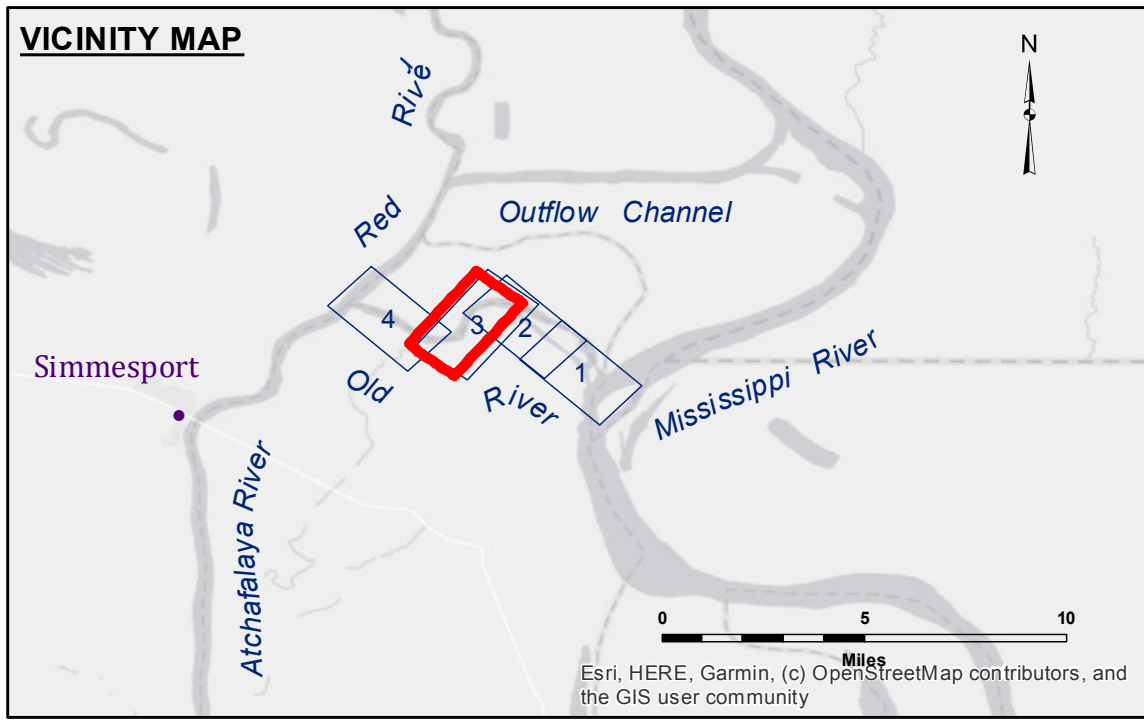 VICINITY MAP
N
Red River
Outflow Channel
4
3
2
1
Simmesport
Old River
Mississippi River
Atchafalaya River
0 5 10
Miles
Esri, HERE, Garmin, (c) OpenStreetMap contributors, and
the GIS user community